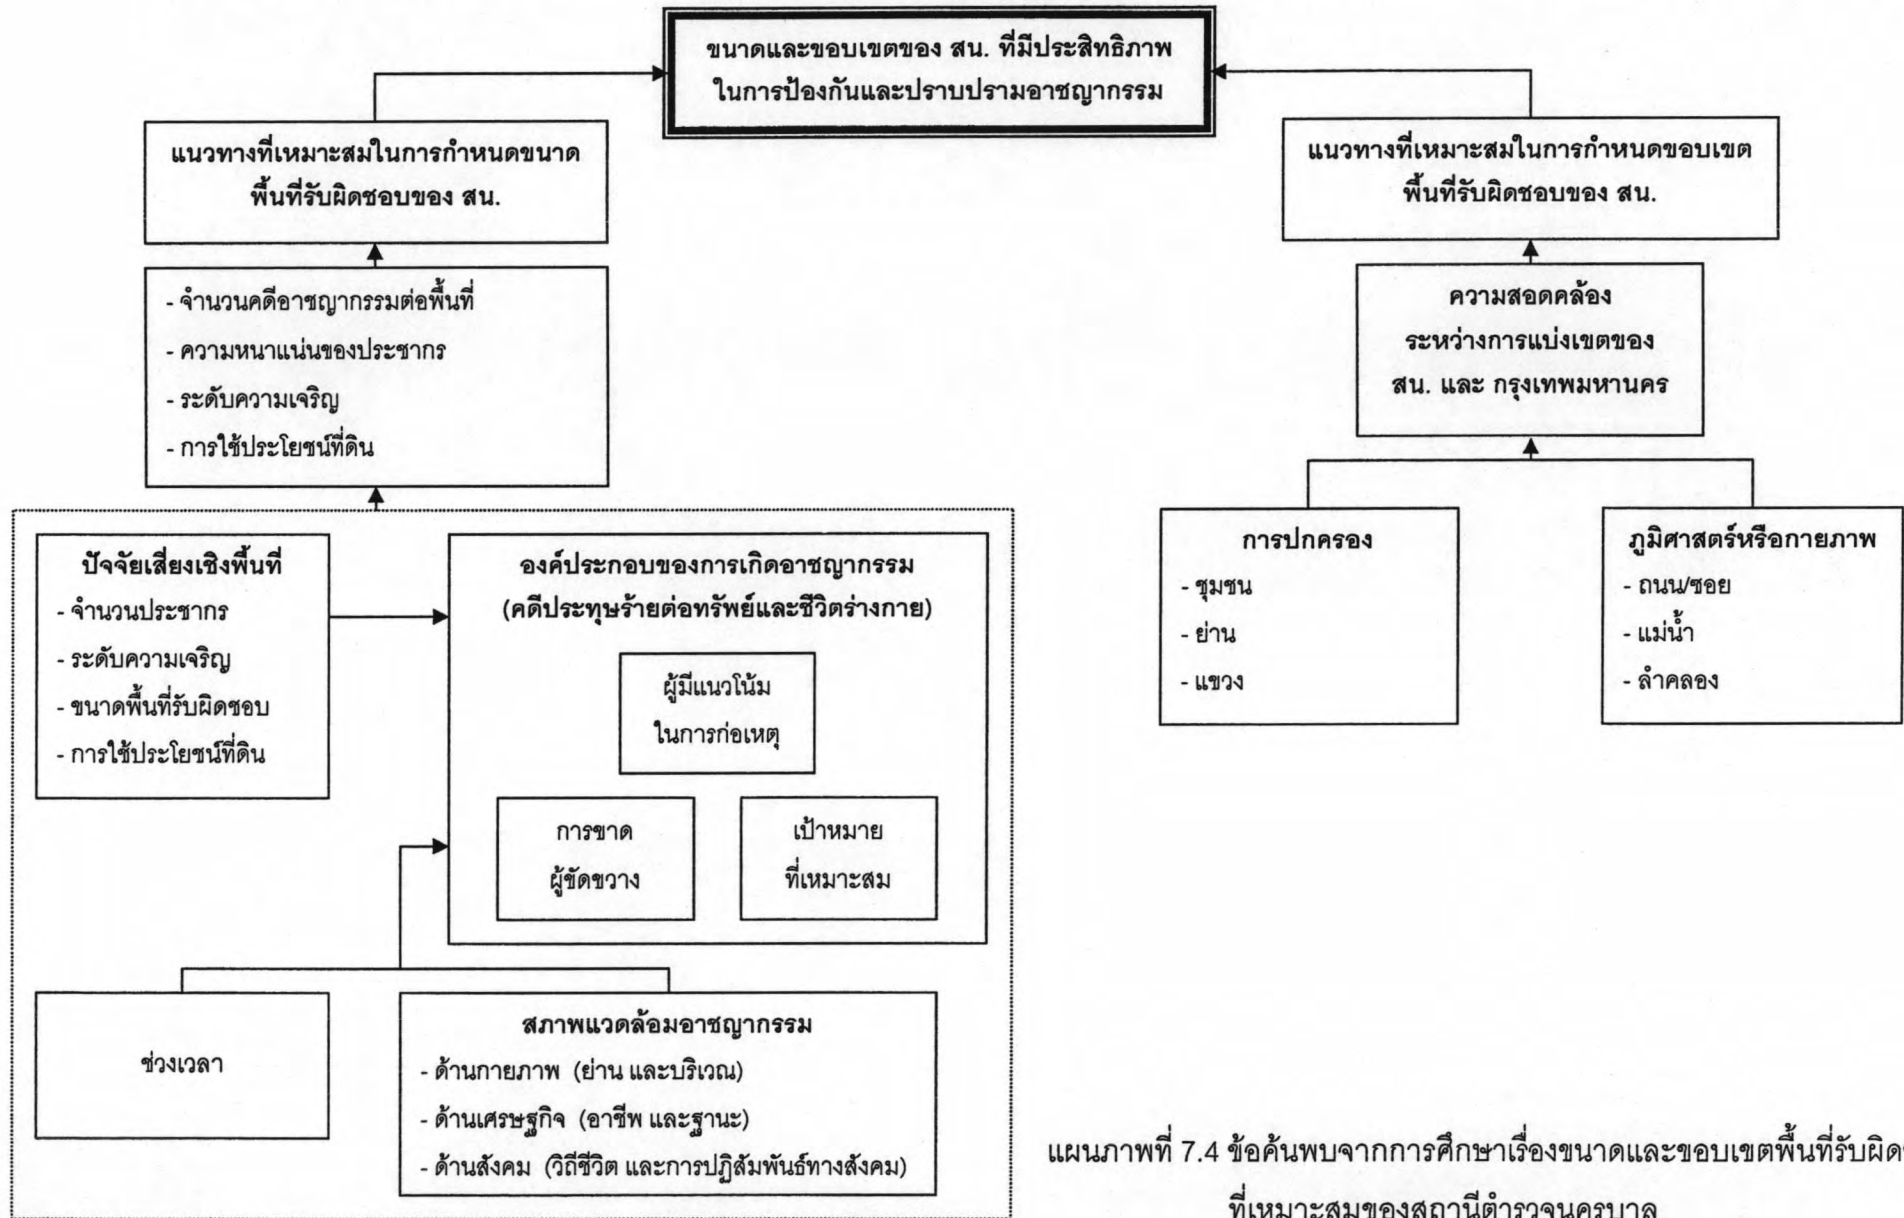 ขนาดและขอบเขตของ สน. ที่มีประสิทธิภาพ
ในการป้องกันและปราบปรามอาชญากรรม
แนวทางที่เหมาะสมในการกำหนดขนาด
พื้นที่รับผิดชอบของ สน.
แนวทางที่เหมาะสมในการกำหนดขอบเขต
พื้นที่รับผิดชอบของ สน.
- จำนวนคดีอาชญากรรมต่อพื้นที่
- ความหนาแน่นของประชากร
- ระดับความเจริญ
- การใช้ประโยชน์ที่ดิน
ความสอดคล้อง
ระหว่างการแบ่งเขตของ
สน. และ กรุงเทพมหานคร
การปกครอง
- ชุมชน
- ย่าน
- แขวง
ภูมิศาสตร์หรือกายภาพ
- ถนน/ซอย
- แม่น้ำ
- ลำคลอง
ปัจจัยเสี่ยงเชิงพื้นที่
- จำนวนประชากร
- ระดับความเจริญ
- ขนาดพื้นที่รับผิดชอบ
- การใช้ประโยชน์ที่ดิน
องค์ประกอบของการเกิดอาชญากรรม
(คดีประทุษร้ายต่อทรัพย์และชีวิตร่างกาย)
ผู้มีแนวโน้ม
ในการก่อเหตุ
การขาด
ผู้ขัดขวาง
เป้าหมาย
ที่เหมาะสม
ช่วงเวลา
สภาพแวดล้อมอาชญากรรม
- ด้านกายภาพ (ย่าน และบริเวณ)
- ด้านเศรษฐกิจ (อาชีพ และฐานะ)
- ด้านสังคม (วิถีชีวิต และการปฏิสัมพันธ์ทางสังคม)
แผนภาพที่ 7.4 ข้อค้นพบจากการศึกษาเรื่องขนาดและขอบเขตพื้นที่รับผิด
ที่เหมาะสมของสถานีตำรวจนครบาล